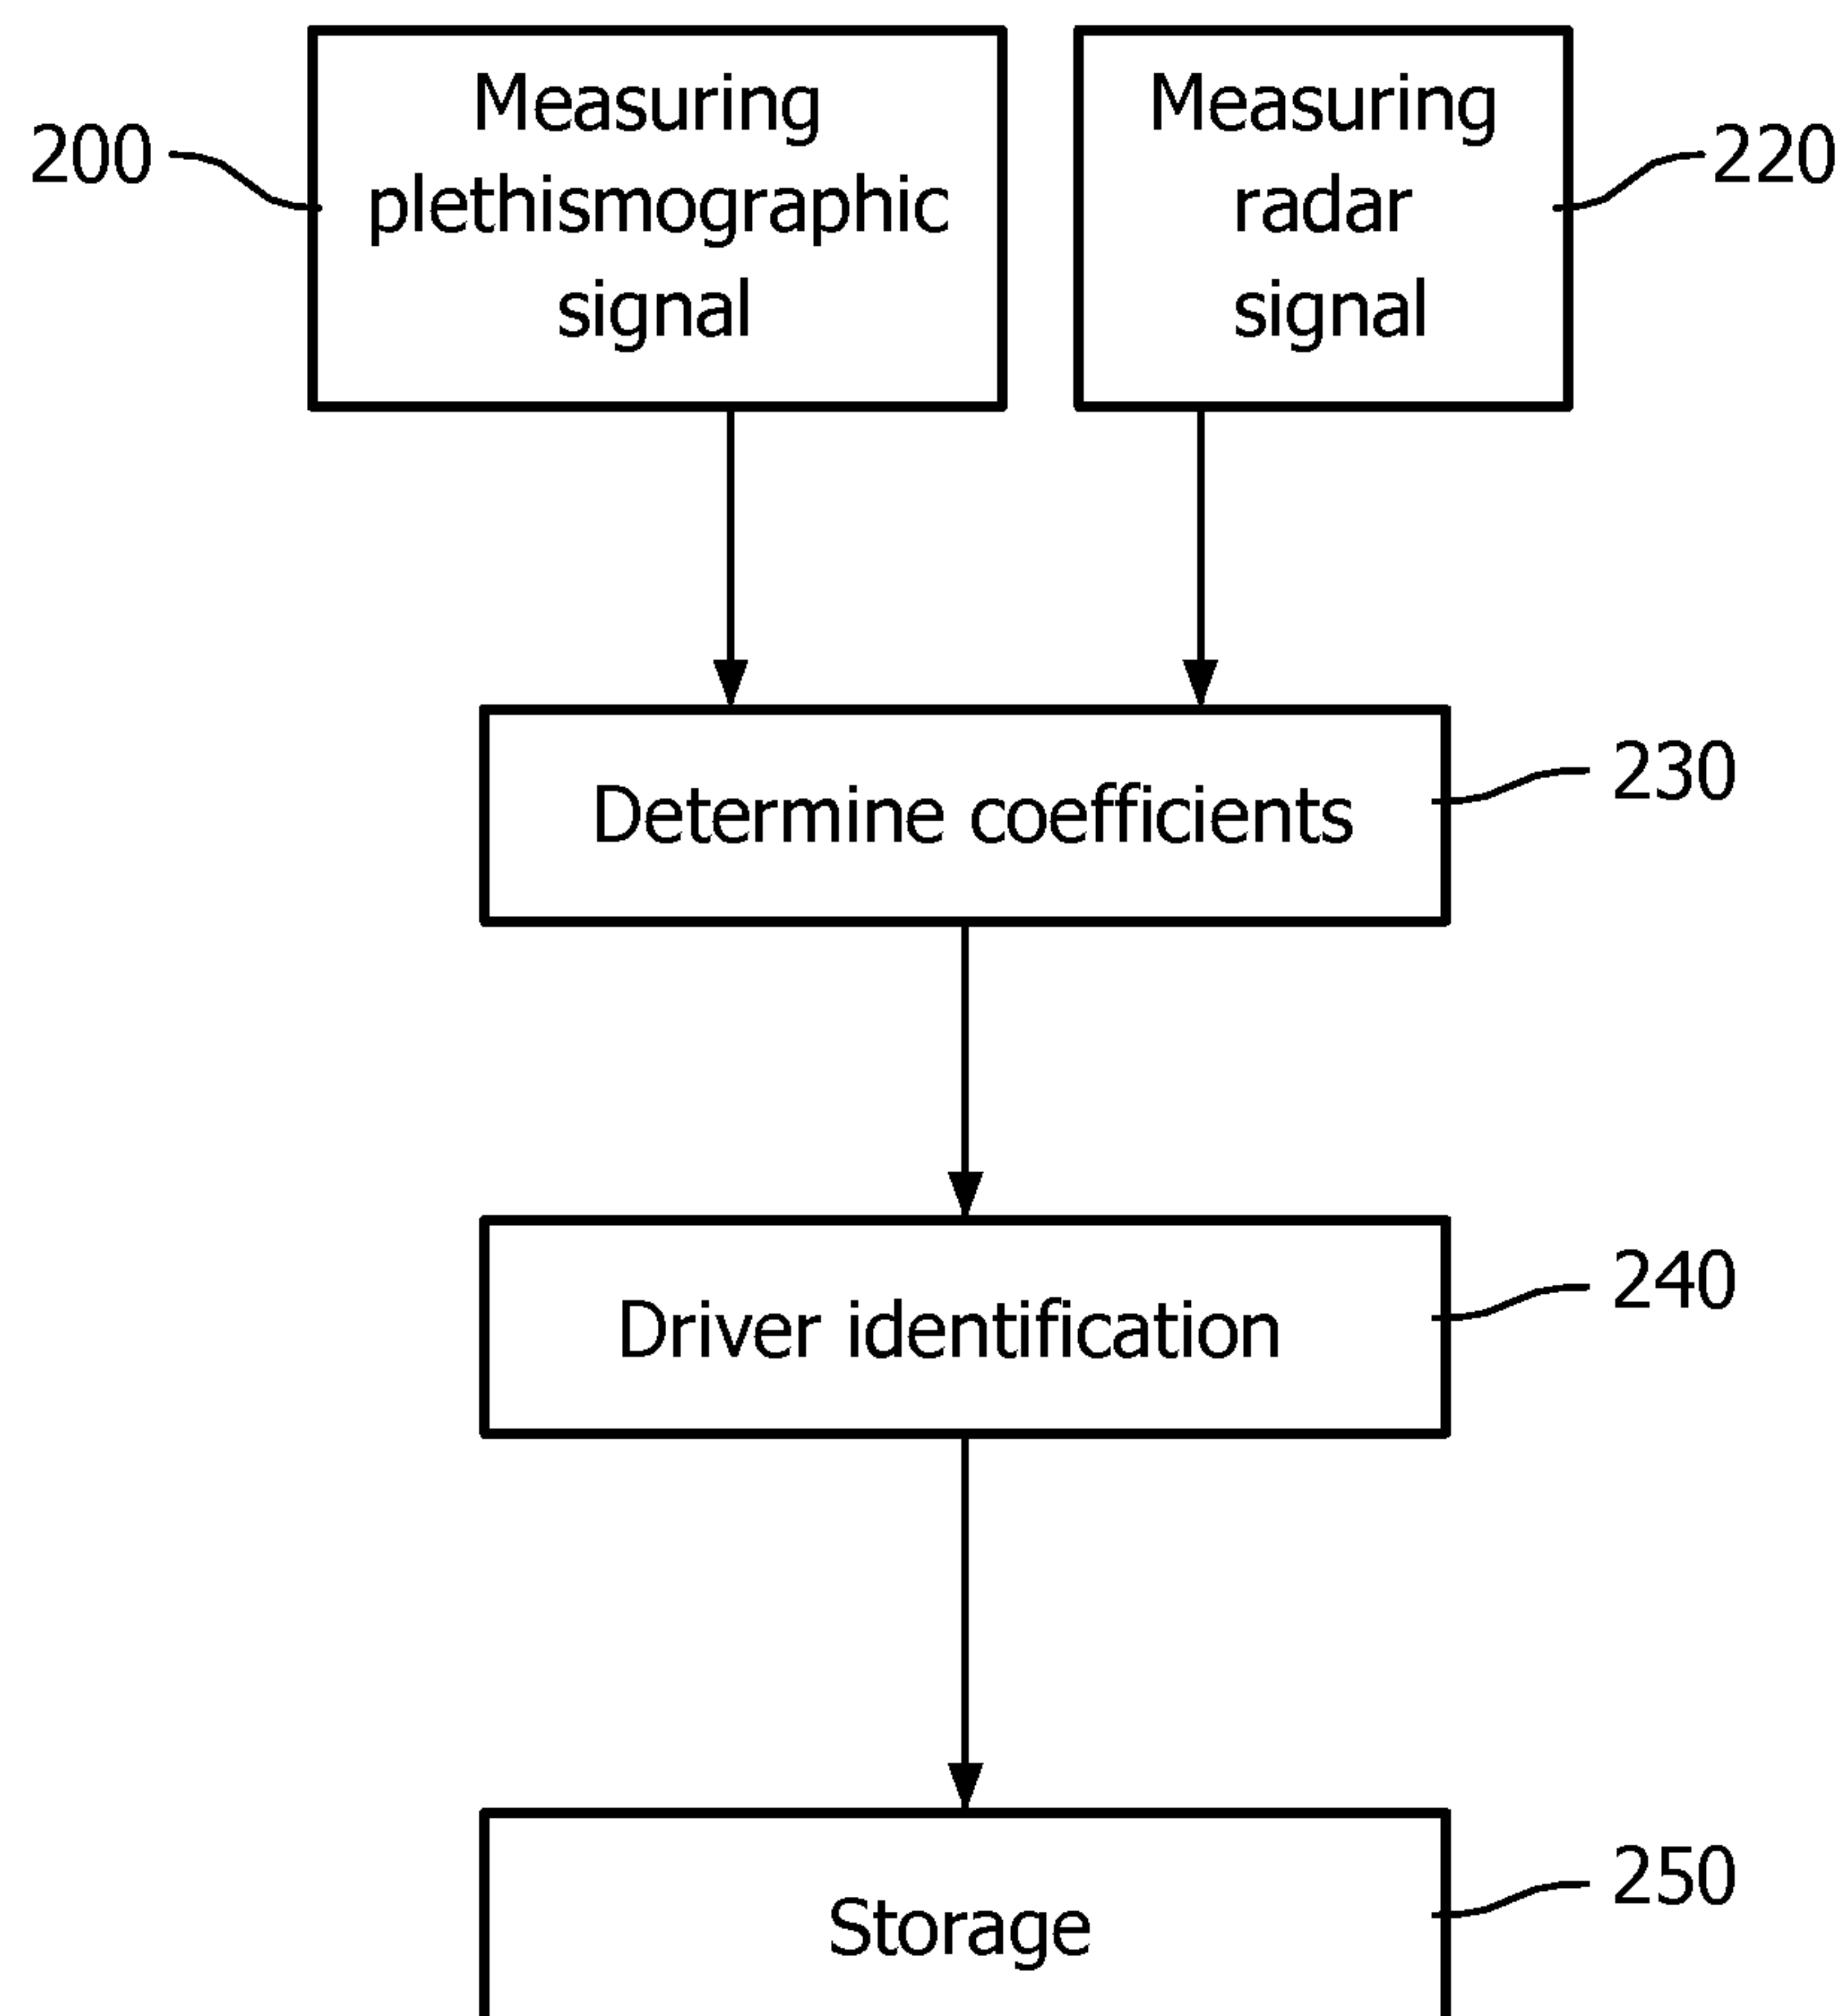 200
Measuring
plethismographic
signal
Measuring
radar
signal
220
Determine coefficients
230
Driver identification
240
Storage
250